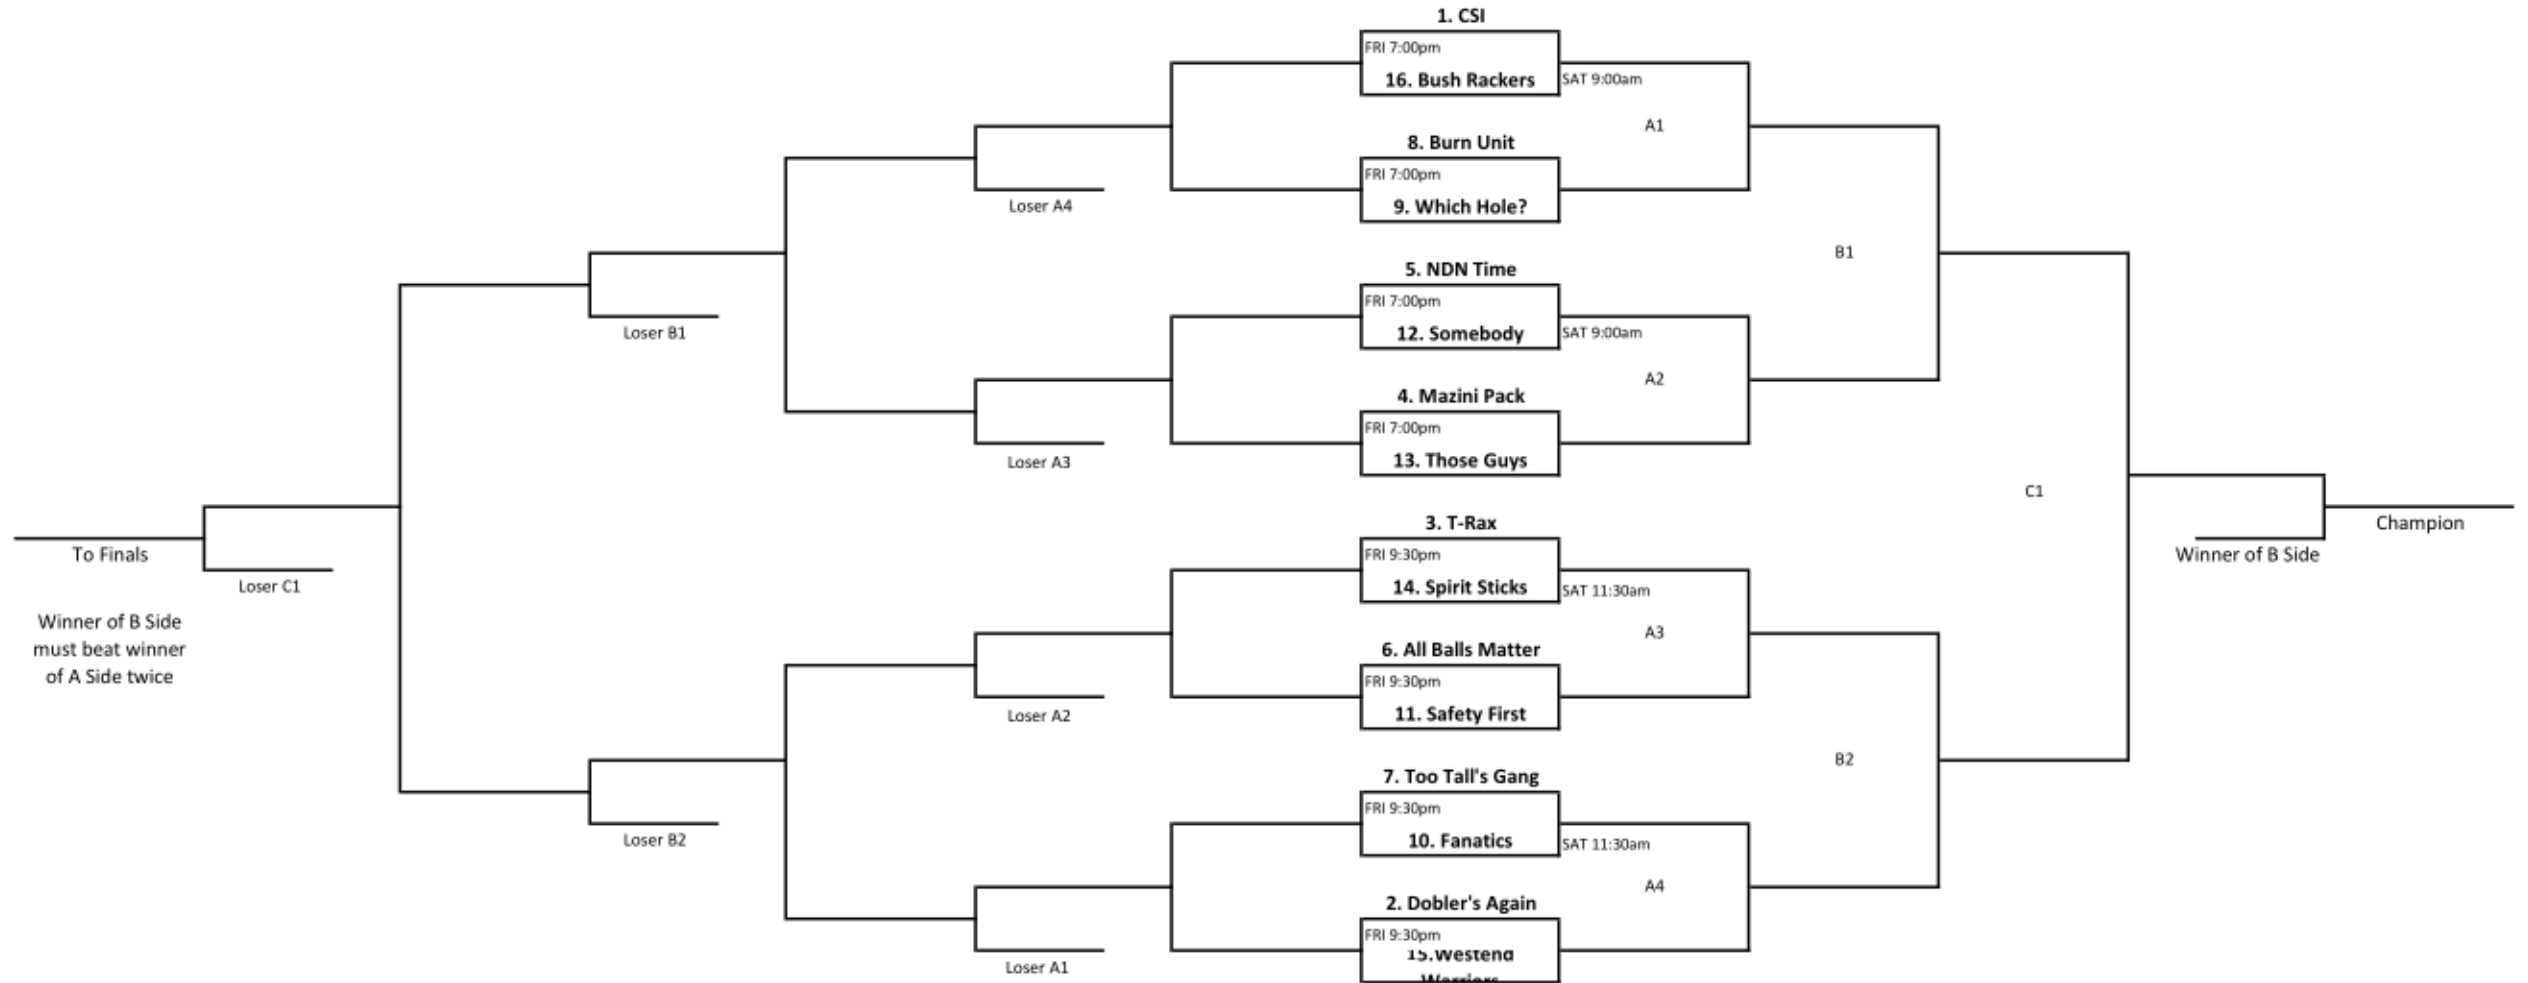 1. CSI
FRI 7:00pm
16. Bush Rackers
SAT 9:00am
A1
8. Burn Unit
FRI 7:00pm
9. Which Hole?
Loser A4
B1
5. NDN Time
FRI 7:00pm
12. Somebody
SAT 9:00am
Loser B1
A2
4. Mazini Pack
FRI 7:00pm
13. Those Guys
Loser A3
C1
3. T-Rax
Champion
FRI 9:30pm
To Finals
Winner of B Side
14. Spirit Sticks
SAT 11:30am
Loser C1
Winner of B Side
must beat winner
of A Side twice
A3
6. All Balls Matter
FRI 9:30pm
11. Safety First
Loser A2
B2
7. Too Tall's Gang
FRI 9:30pm
10. Fanatics
SAT 11:30am
Loser B2
A4
2. Dobler's Again
FRI 9:30pm
15.Westend
Warriors
Loser A1